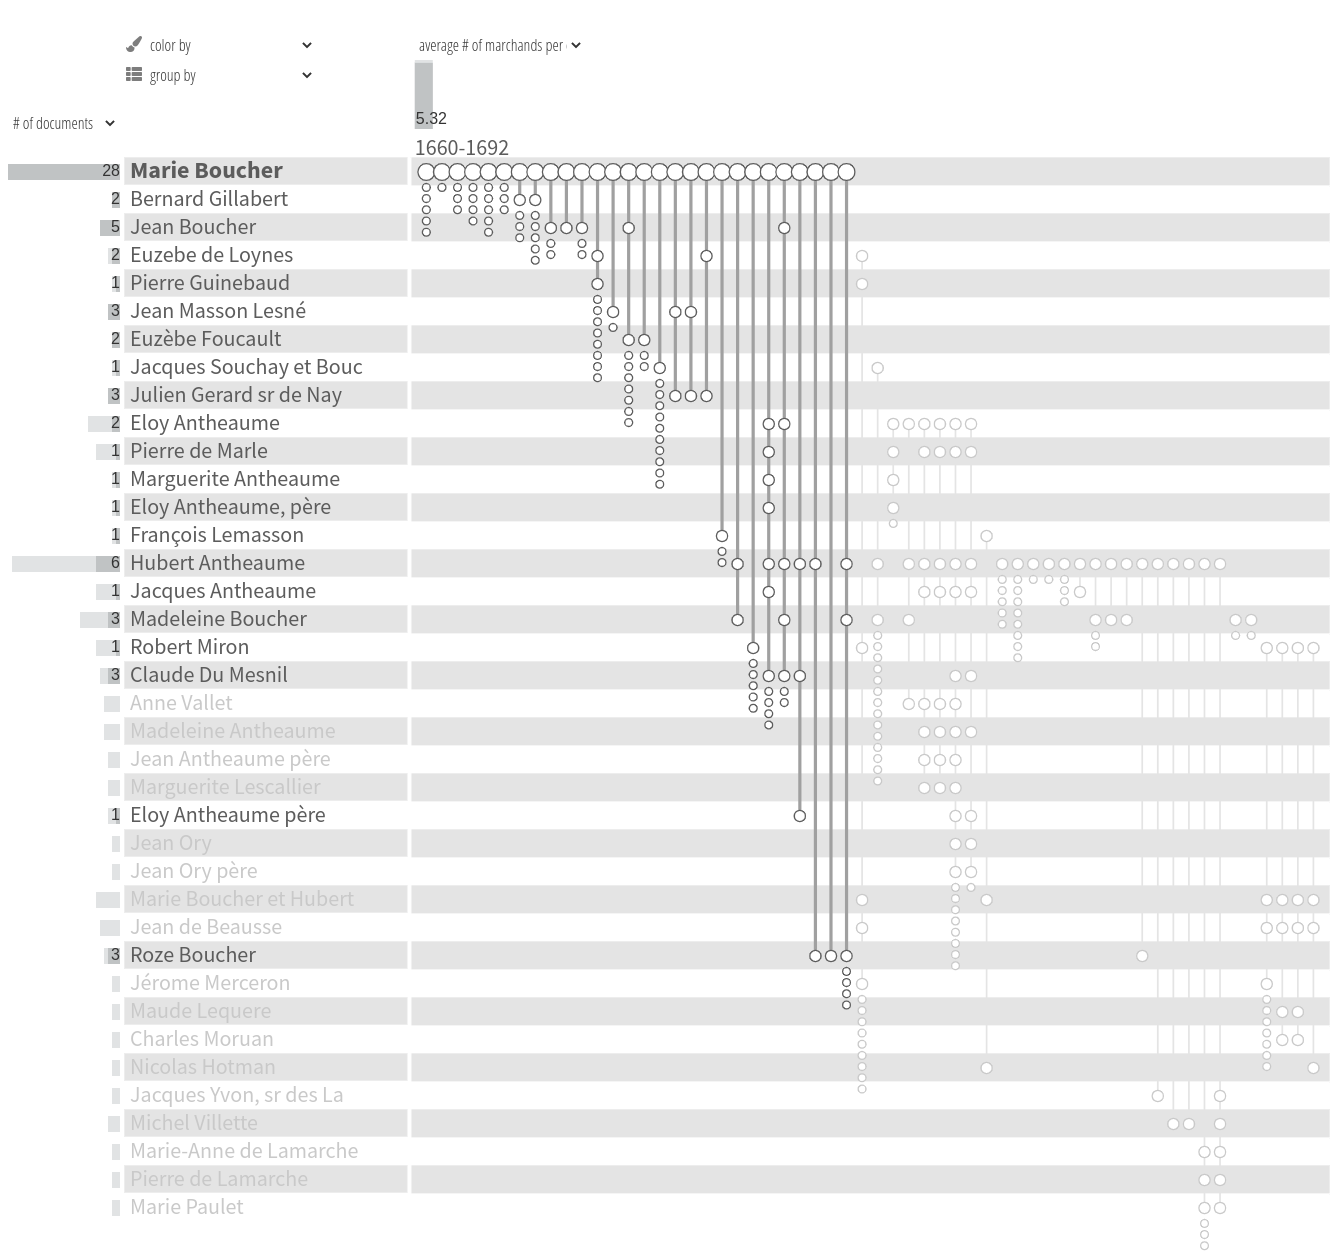 color by
average # of marchands per
group by
5.32
# of documents
1660-1692
28 Marie Boucher
2 Bernard Gillabert
5 Jean Boucher
2 Euzebe de Loynes
1 Pierre Guinebaud
3 Jean Masson Lesné
2 Euzèbe Foucault
1 Jacques Souchay et Bouc
3 Julien Gerard sr de Nay
2 Eloy Antheaume
1 Pierre de Marle
1 Marguerite Antheaume
1 Eloy Antheaume, père
1 François Lemasson
6 Hubert Antheaume
1 Jacques Antheaume
3 Madeleine Boucher
1 Robert Miron
3 Claude Du Mesnil
Anne Vallet
Madeleine Antheaume
Jean Antheaume père
Marguerite Lescallier
1 Eloy Antheaume père
Jean Ory
Jean Ory père
Marie Boucher et Hubert
Jean de Beausse
3 Roze Boucher
Jérome Merceron
Maude Lequere
Charles Moruan
Nicolas Hotman
Jacques Yvon, sr des La
Michel Villette
Marie-Anne de Lamarche
Pierre de Lamarche
Marie Paulet